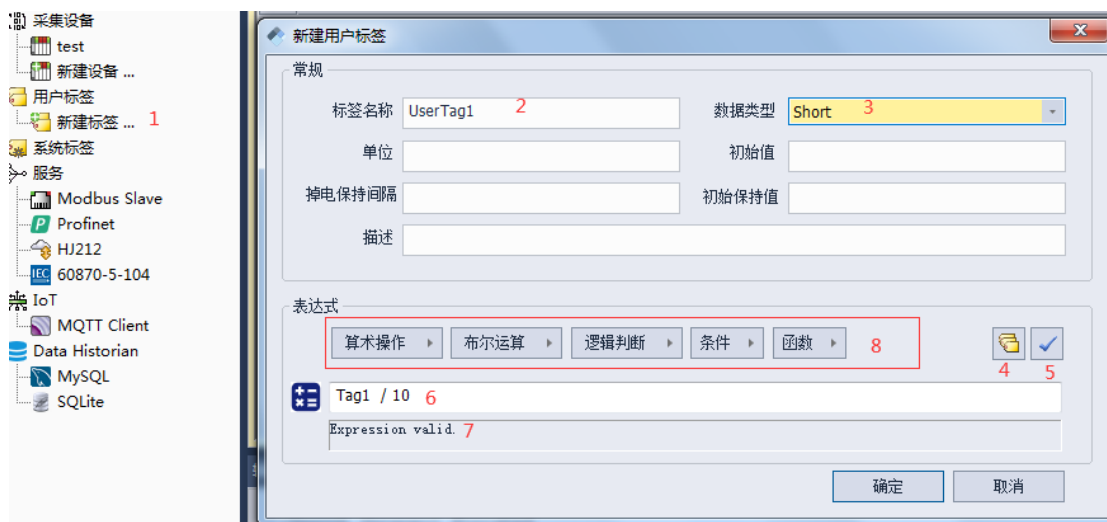 采集设备
test
新建设备 ...
用户标签
新建标签 ... 1
系统标签
服务
Modbus Slave
Profinet
HJ212
IEC 60870-5-104
IoT
MQTT Client
Data Historian
MySQL
SQLite
新建用户标签
常规
标签名称 UserTag1 2 数据类型 Short 3
单位 初始值
掉电保持间隔 初始保持值
描述
表达式
算术操作 布尔运算 逻辑判断 条件 函数 8
4 5
Tag1 / 10 6
Expression valid. 7
确定 取消